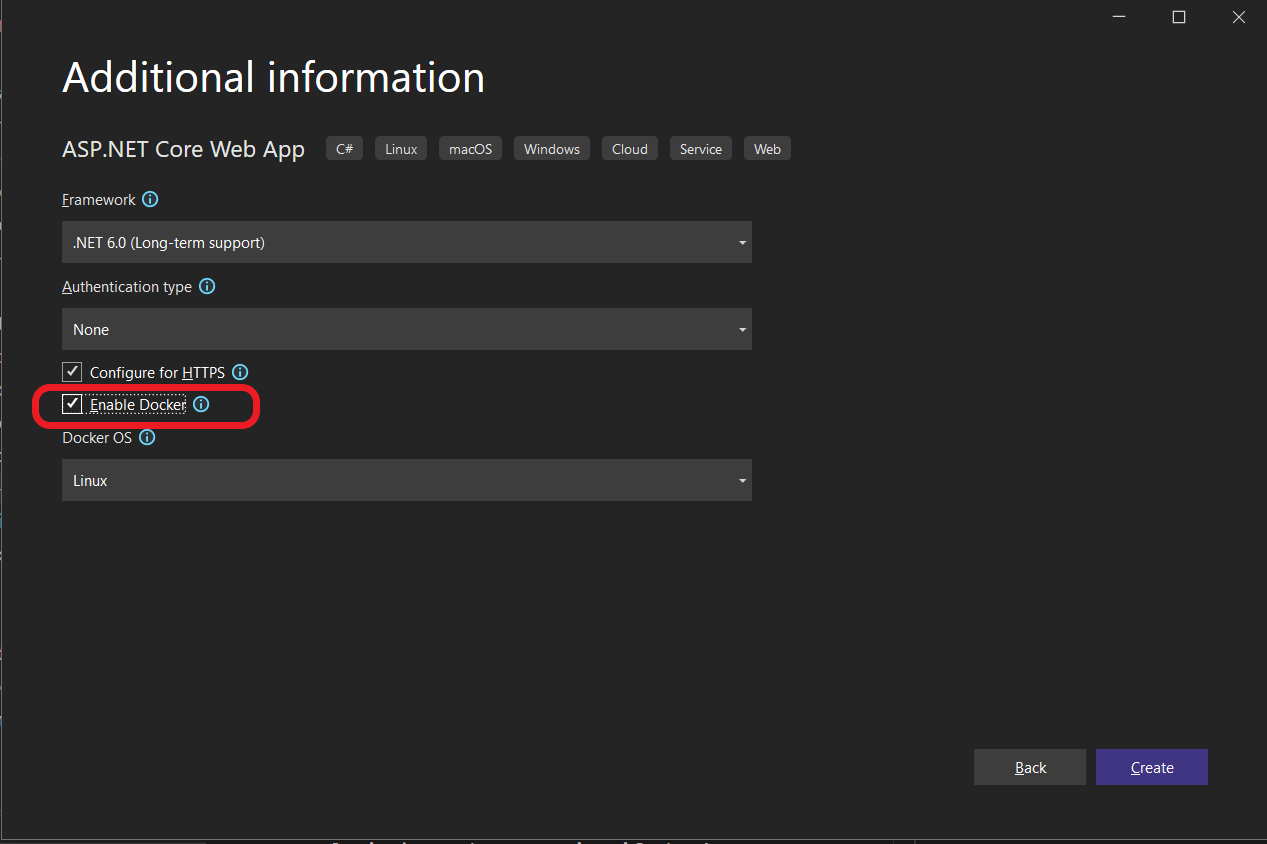 Additional information
ASP.NET Core Web App C# Linux macOS Windows Cloud Service Web
Framework
.NET 6.0 (Long-term support)
Authentication type
None
Configure for HTTPS
Enable Docker
Docker OS
Linux
Back Create